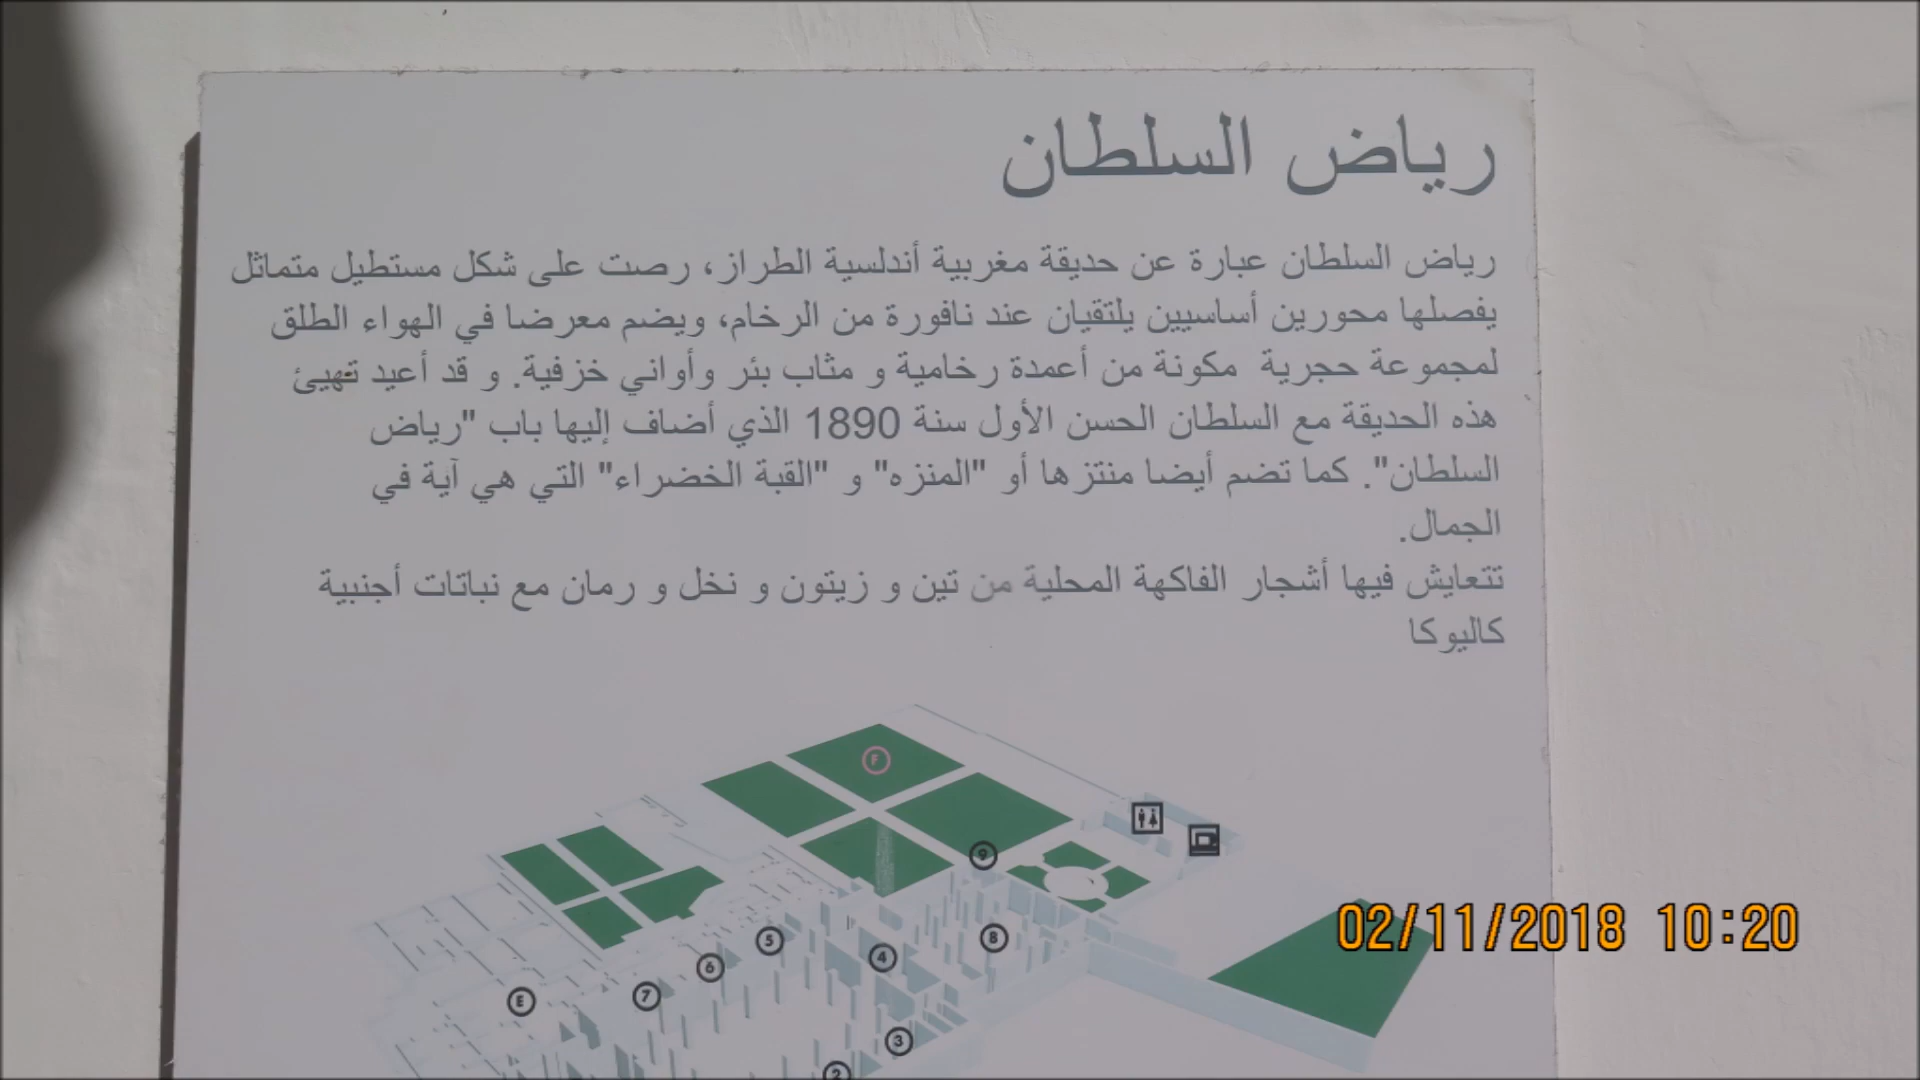 رياض السلطان
رياض السلطان عبارة عن حديقة مغربية أندلسية الطراز، رصت على شكل مستطيل متماثل
يفصلها محورين أساسيين يلتقيان عند نافورة من الرخام، ويضم معرضا في الهواء الطلق
لمجموعة حجرية مكونة من أعمدة رخامية و مثاب بئر وأواني خزفية. و قد أعيد تهيئ
هذه الحديقة مع السلطان الحسن الأول سنة 1890 الذي أضاف إليها باب "رياض
السلطان". كما تضم أيضا منتزها أو "المنزه" و "القبة الخضراء" التي هي آية في
الجمال.
تتعايش فيها أشجار الفاكهة المحلية من تين و زيتون و نخل و رمان مع نباتات أجنبية
كاليوكا
F
9
8
5
4
6
7
E
3
2
02/11/2018 10:20